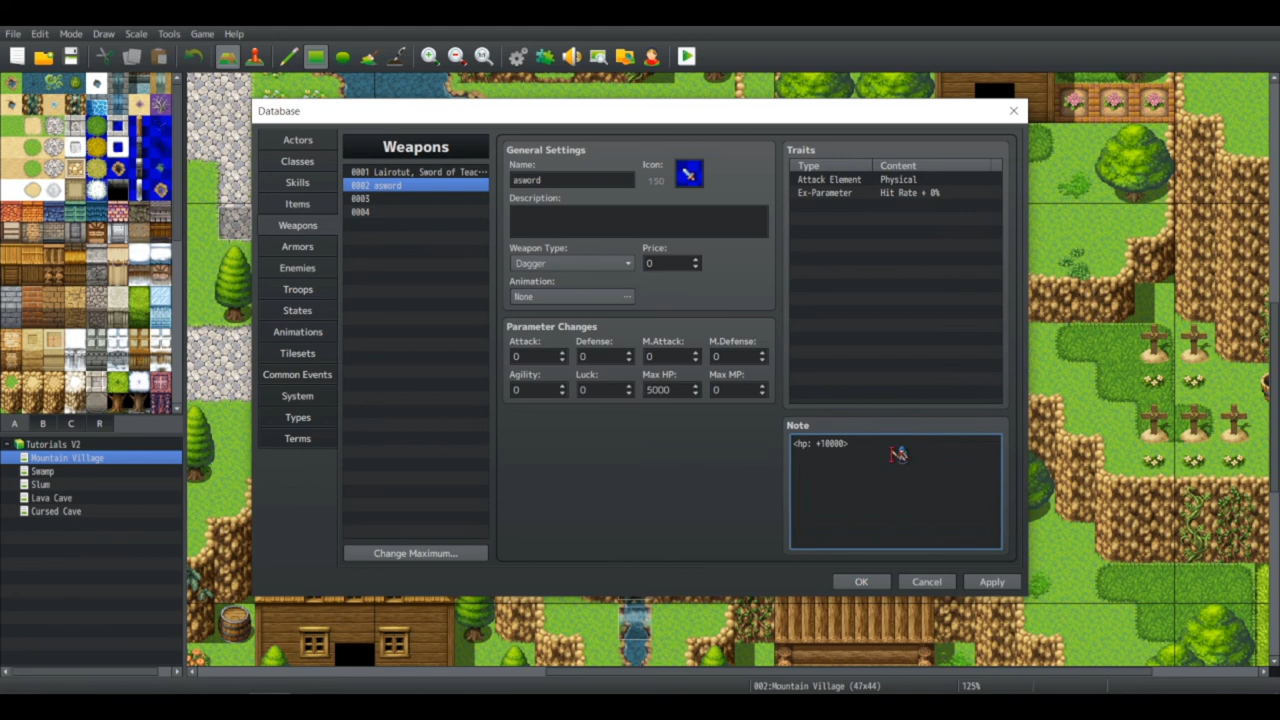 File Edit Mode Draw Scale Tools Game Help
Database
Actors
Classes
Skills
Items
Weapons
Armors
Enemies
Troops
States
Animations
Tilesets
Common Events
System
Types
Terms
Weapons
0001 Lairotut, Sword of Teac...
0002 asword
0003
0004
Change Maximum...
General Settings
Name:
asword
Icon:
150
Description:
Weapon Type:
Dagger
Price:
0
Animation:
None ...
Parameter Changes
Attack: Defense: M.Attack: M.Defense:
0 0 0 0
Agility: Luck: Max HP: Max MP:
0 0 5000 0
Traits
Type Content
Attack Element Physical
Ex-Parameter Hit Rate + 0%
Note
<hp: +10000>
OK Cancel Apply
A B C R
Tutorials V2
Mountain Village
Swamp
Slum
Lava Cave
Cursed Cave
002:Mountain Village (47x44) 125%